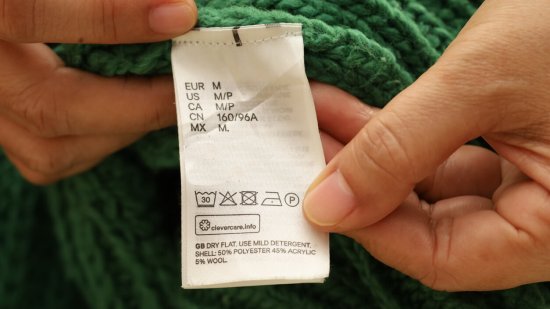 EUR M
US M/P
CA M/P
CN 160/96A
MX M.
30 P
clevercare.info
GB DRY FLAT. USE MILD DETERGENT.
SHELL: 50% POLYESTER 45% ACRYLIC
5% WOOL